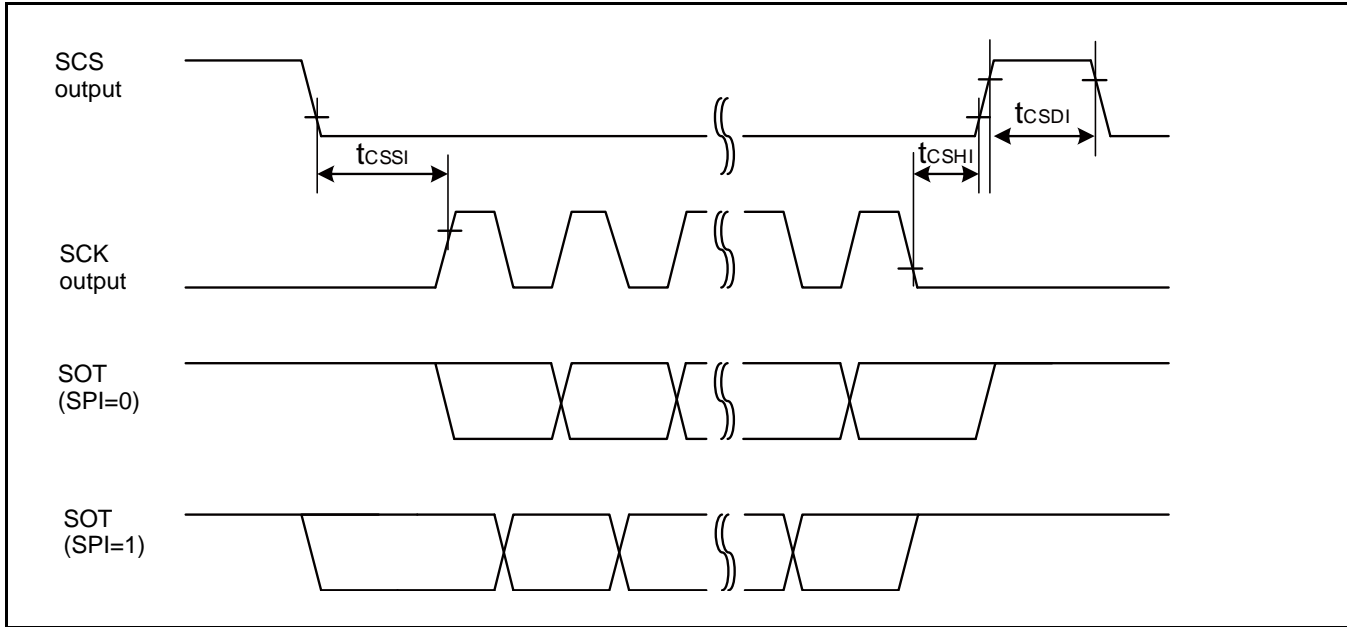 SCS
output
tCSDI
tCSSI
tCSHI
SCK
output
SOT
(SPI=0)
SOT
(SPI=1)